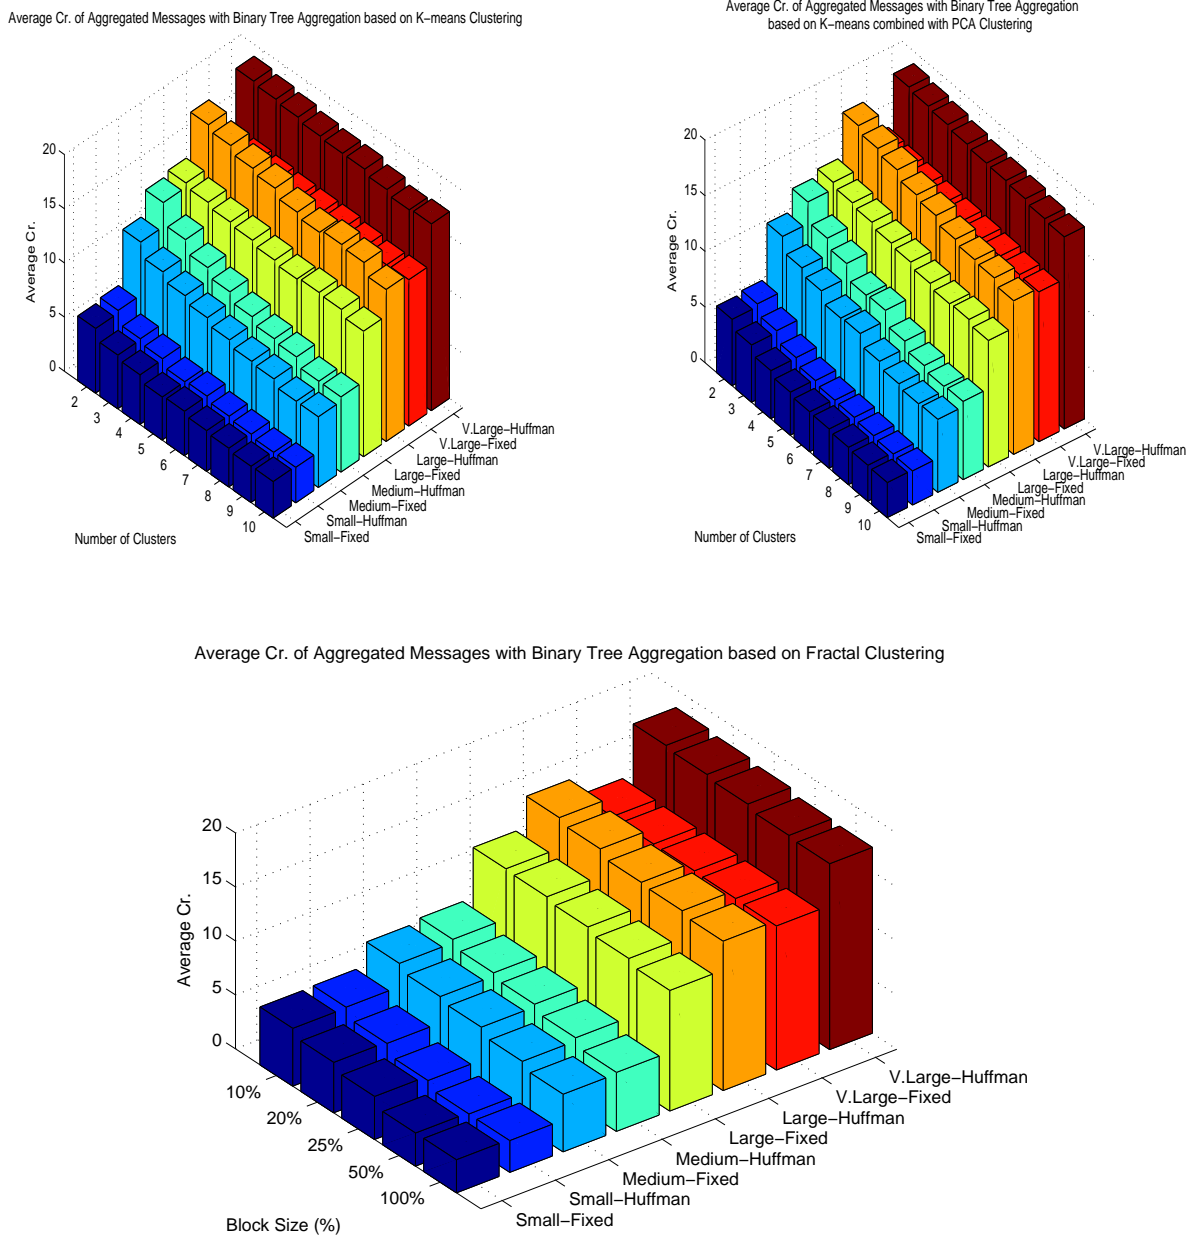 Average Cr. of Aggregated Messages with Binary Tree Aggregation based on K−means Clustering
20
15
10
5
0
Average Cr.
2
3
4
5
6
7
8
9
10
Number of Clusters
V.Large−Huffman
V.Large−Fixed
Large−Huffman
Large−Fixed
Medium−Huffman
Medium−Fixed
Small−Huffman
Small−Fixed
Average Cr. of Aggregated Messages with Binary Tree Aggregation
based on K−means combined with PCA Clustering
20
15
10
5
0
Average Cr.
2
3
4
5
6
7
8
9
10
Number of Clusters
V.Large−Huffman
V.Large−Fixed
Large−Huffman
Large−Fixed
Medium−Huffman
Medium−Fixed
Small−Huffman
Small−Fixed
Average Cr. of Aggregated Messages with Binary Tree Aggregation based on Fractal Clustering
20
15
10
5
0
Average Cr.
10%
20%
25%
50%
100%
Block Size (%)
V.Large−Huffman
V.Large−Fixed
Large−Huffman
Large−Fixed
Medium−Huffman
Medium−Fixed
Small−Huffman
Small−Fixed